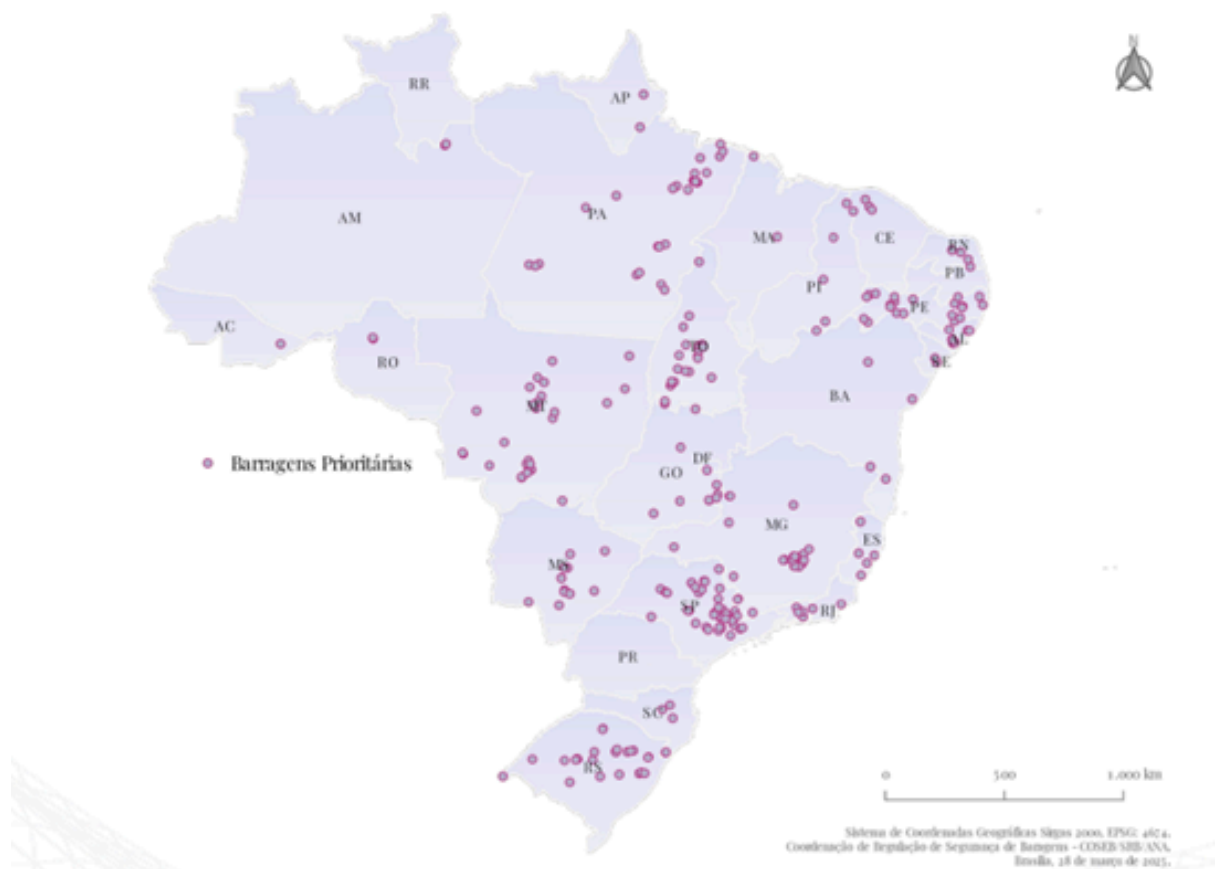 N
RR
AP
AM
PA
MA
CE
RN
PB
PI
PE
AC
RO
TO
AL
SE
MT
BA
Barragens Prioritárias
DF
GO
MG
ES
MS
SP
RJ
PR
SC
RS
0 500 1.000 km
Sistema de Coordenadas Geográficas Sirgas 2000. EPSG: 4674.
Coordenação de Regulação de Segurança de Barragens - COSEB/SRB/ANA,
Brasília, 28 de março de 2025.